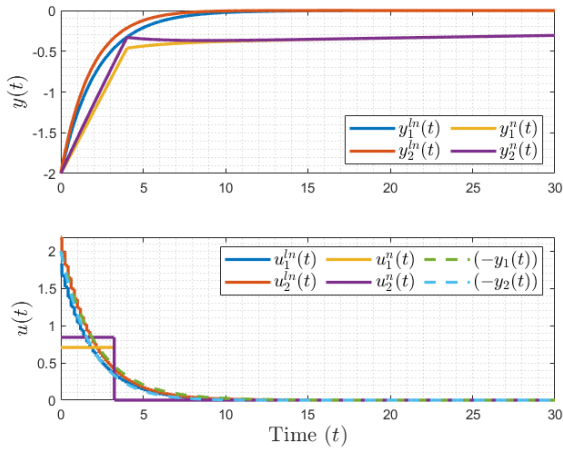 0
-0.5
-1
-1.5
-2
y(t)
0 5 10 15 20 25 30
y_1^{ln}(t) y_1^n(t)
y_2^{ln}(t) y_2^n(t)
2
1.5
1
0.5
0
u(t)
u_1^{ln}(t) u_1^n(t) (-y_1(t))
u_2^{ln}(t) u_2^n(t) (-y_2(t))
0 5 10 15 20 25 30
Time (t)